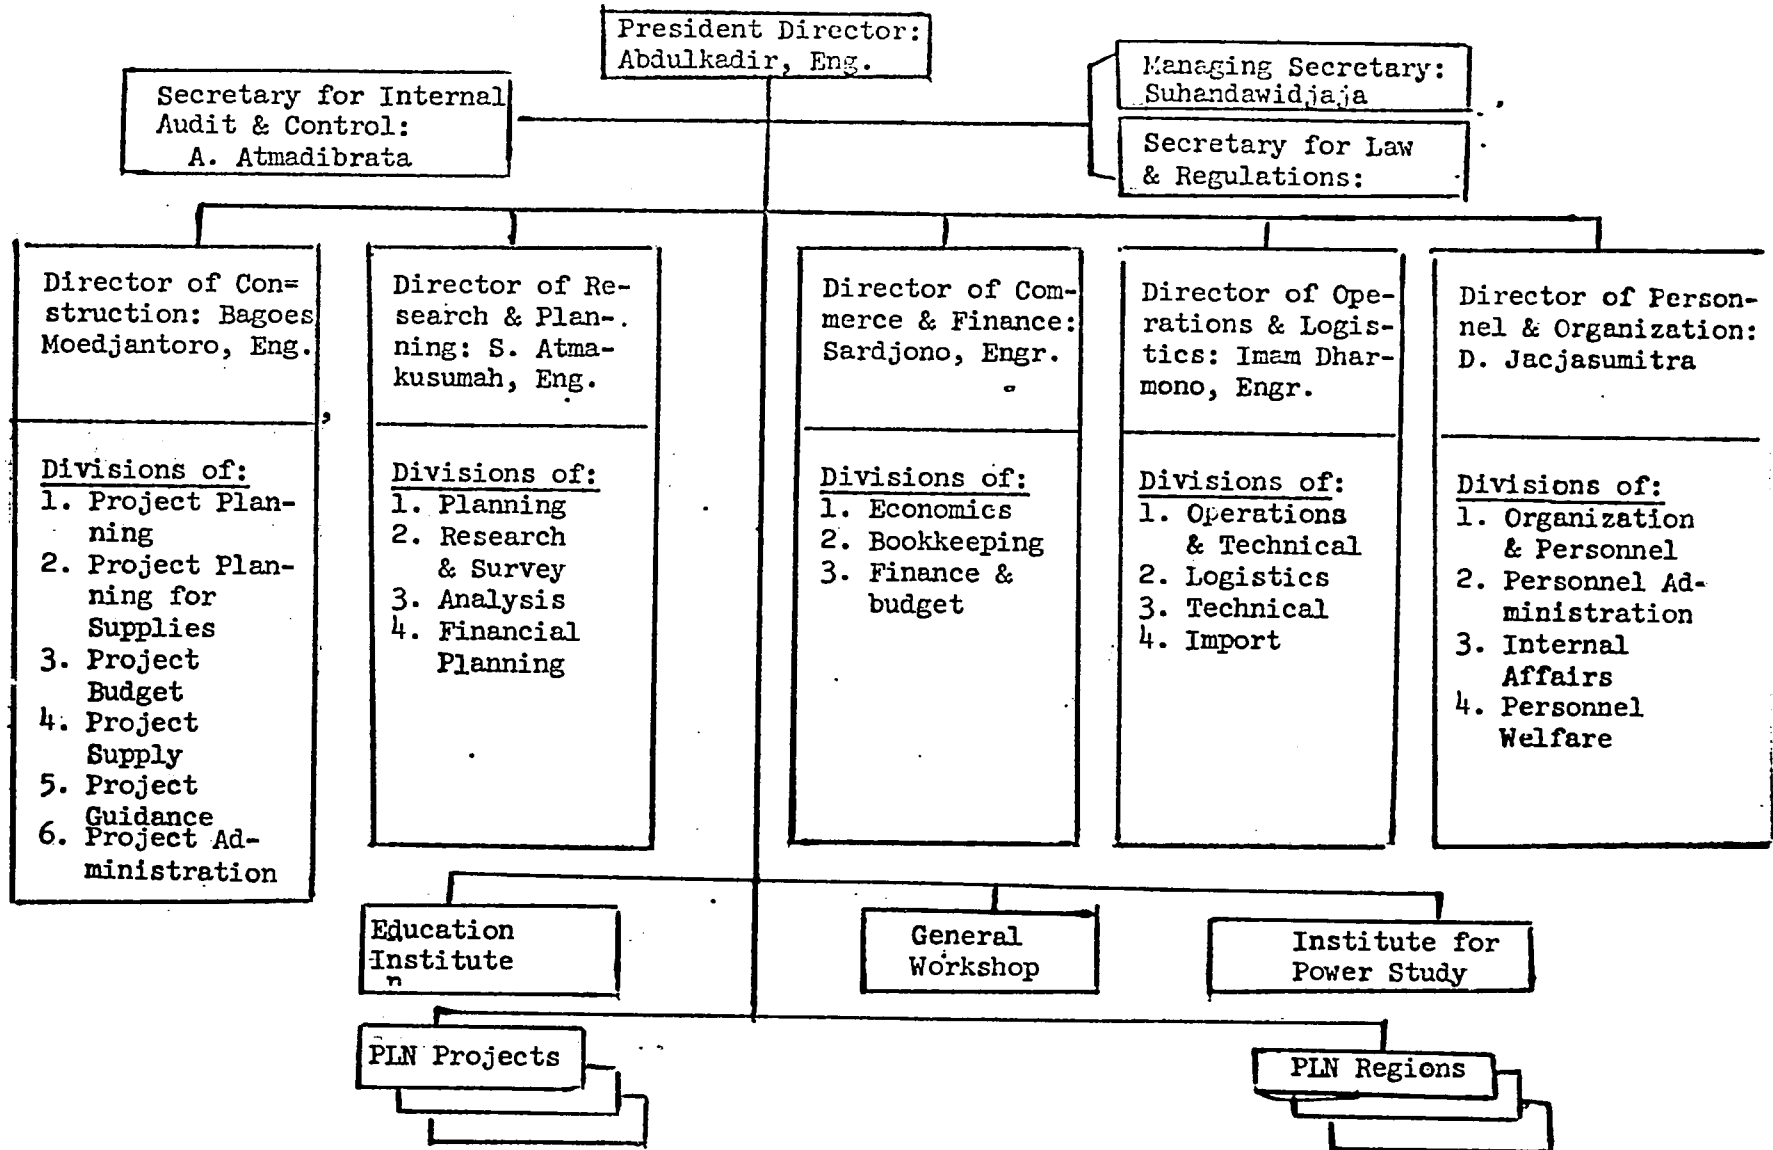 President Director:
Abdulkadir, Eng.
Managing Secretary:
Suhandawidjaja
Secretary for Internal
Audit & Control:
A. Atmadibrata
Secretary for Law
& Regulations:
Director of Con=
struction: Bagoes
Moedjantoro, Eng.
Divisions of:
1. Project Plan-
ning
2. Project Plan-
ning for
Supplies
3. Project
Budget
4. Project
Supply
5. Project
Guidance
6. Project Ad-
ministration
Director of Re-
search & Plan-
ning: S. Atma-
kusumah, Eng.
Divisions of:
1. Planning
2. Research
& Survey
3. Analysis
4. Financial
Planning
Director of Com-
merce & Finance:
Sardjono, Engr.
Divisions of:
1. Economics
2. Bookkeeping
3. Finance &
budget
Director of Ope-
rations & Logis-
tics: Imam Dhar-
mono, Engr.
Divisions of:
1. Operations
& Technical
2. Logistics
3. Technical
4. Import
Director of Person-
nel & Organization:
D. Jacjasumitra
Divisions of:
1. Organization
& Personnel
2. Personnel Ad-
ministration
3. Internal
Affairs
4. Personnel
Welfare
Education
Institute
General
Workshop
Institute for
Power Study
PLN Projects
PLN Regions